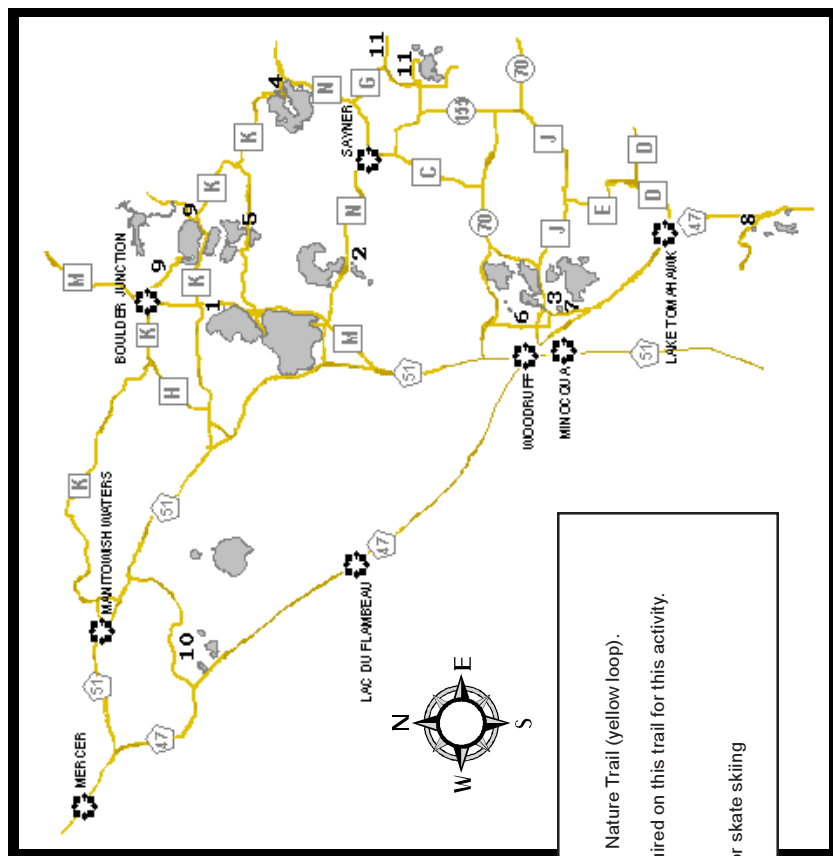 MERCER
51
47
MANITOWISH WATERS
K
51
10
H
K
M
BOULDER JUNCTION
9
9
K
K
K
1
5
4
N
G
11
11
SAYNER
N
2
M
51
C
155
70
70
J
J
E
D
D
6
3
7
WOODRUFF
MINOCQUA
51
LAKE TOMAHAWK
47
8
LAC DU FLAMBEAU
47
N
W
E
S
Nature Trail (yellow loop).
ired on this trail for this activity.
or skate skiing